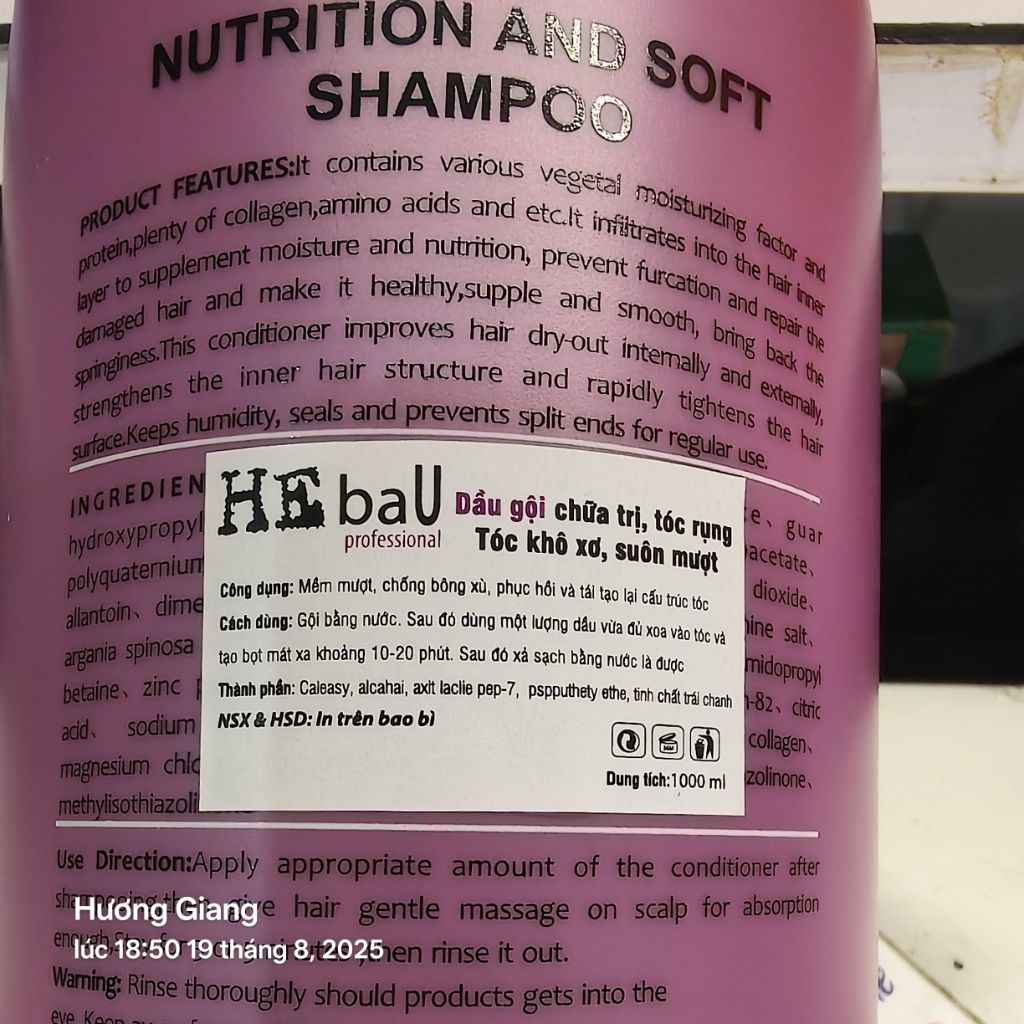 NUTRITION AND SOFT
SHAMPOO
PRODUCT FEATURES:It contains various vegetal moisturizing factor and
protein,plenty of collagen,amino acids and etc.It infiltrates into the hair inner
layer to supplement moisture and nutrition, prevent furcation and repair the
damaged hair and make it healthy,supple and smooth, bring back the
springiness.This conditioner improves hair dry-out internally and externally,
strengthens the inner hair structure and rapidly tightens the hair
surface.Keeps humidity, seals and prevents split ends for regular use.
INGREDIEN
guar
hydroxypropyl
acetate、
polyquaternium
dioxide、
allantoin、 dime
salt、
argania spinosa
betaine、 zinc
-82、 citric
acid、 sodium
collagen、
magnesium chlo
methylisothiazoli
HEbaU
professional
Dầu gội chữa trị, tóc rụng
Tóc khô xơ, suôn mượt
Công dụng: Mềm mượt, chống bông xù, phục hồi và tái tạo lại cấu trúc tóc
Cách dùng: Gội bằng nước. Sau đó dùng một lượng dầu vừa đủ xoa vào tóc và
tạo bọt mát xa khoảng 10-20 phút. Sau đó xả sạch bằng nước là được
Thành phần: Caleasy, alcahai, axit laclie pep-7, pspputhety ethe, tinh chất trái chanh
NSX & HSD: In trên bao bì
Dung tích:1000 ml
Use Direction:Apply appropriate amount of the conditioner after
give hair gentle massage on scalp for absorption
then rinse it out.
Warning: Rinse thoroughly should products gets into the
eye. Keep
Hương Giang
lúc 18:50 19 tháng 8, 2025